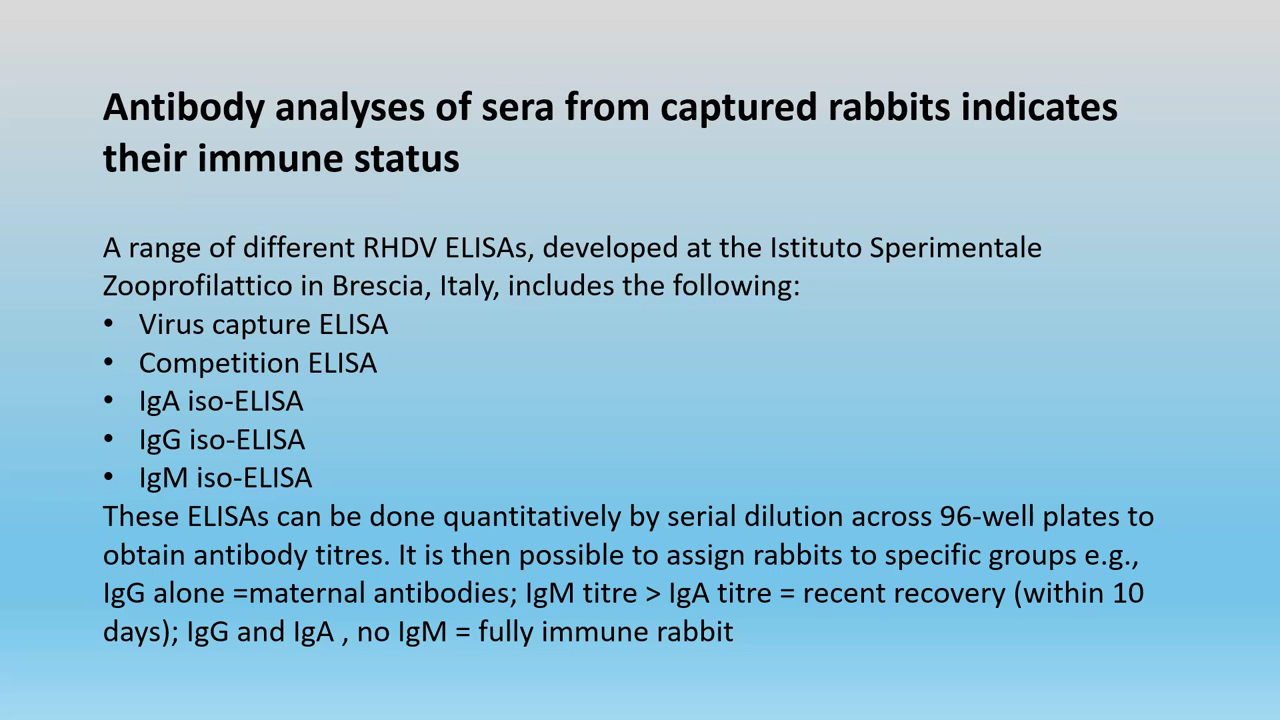 Antibody analyses of sera from captured rabbits indicates
their immune status
A range of different RHDV ELISAs, developed at the Istituto Sperimentale
Zooprofilattico in Brescia, Italy, includes the following:
• Virus capture ELISA
• Competition ELISA
• IgA iso-ELISA
• IgG iso-ELISA
• IgM iso-ELISA
These ELISAs can be done quantitatively by serial dilution across 96-well plates to
obtain antibody titres. It is then possible to assign rabbits to specific groups e.g.,
IgG alone =maternal antibodies; IgM titre > IgA titre = recent recovery (within 10
days); IgG and IgA , no IgM = fully immune rabbit